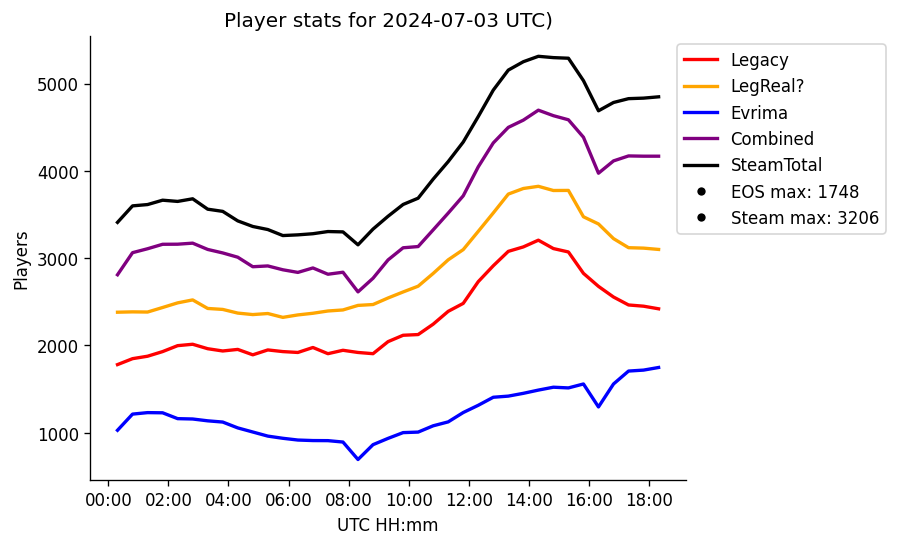 Player stats for 2024-07-03 UTC)
Legacy
LegReal?
Evrima
Combined
SteamTotal
EOS max: 1748
Steam max: 3206
Players
5000
4000
3000
2000
1000
00:00 02:00 04:00 06:00 08:00 10:00 12:00 14:00 16:00 18:00
UTC HH:mm